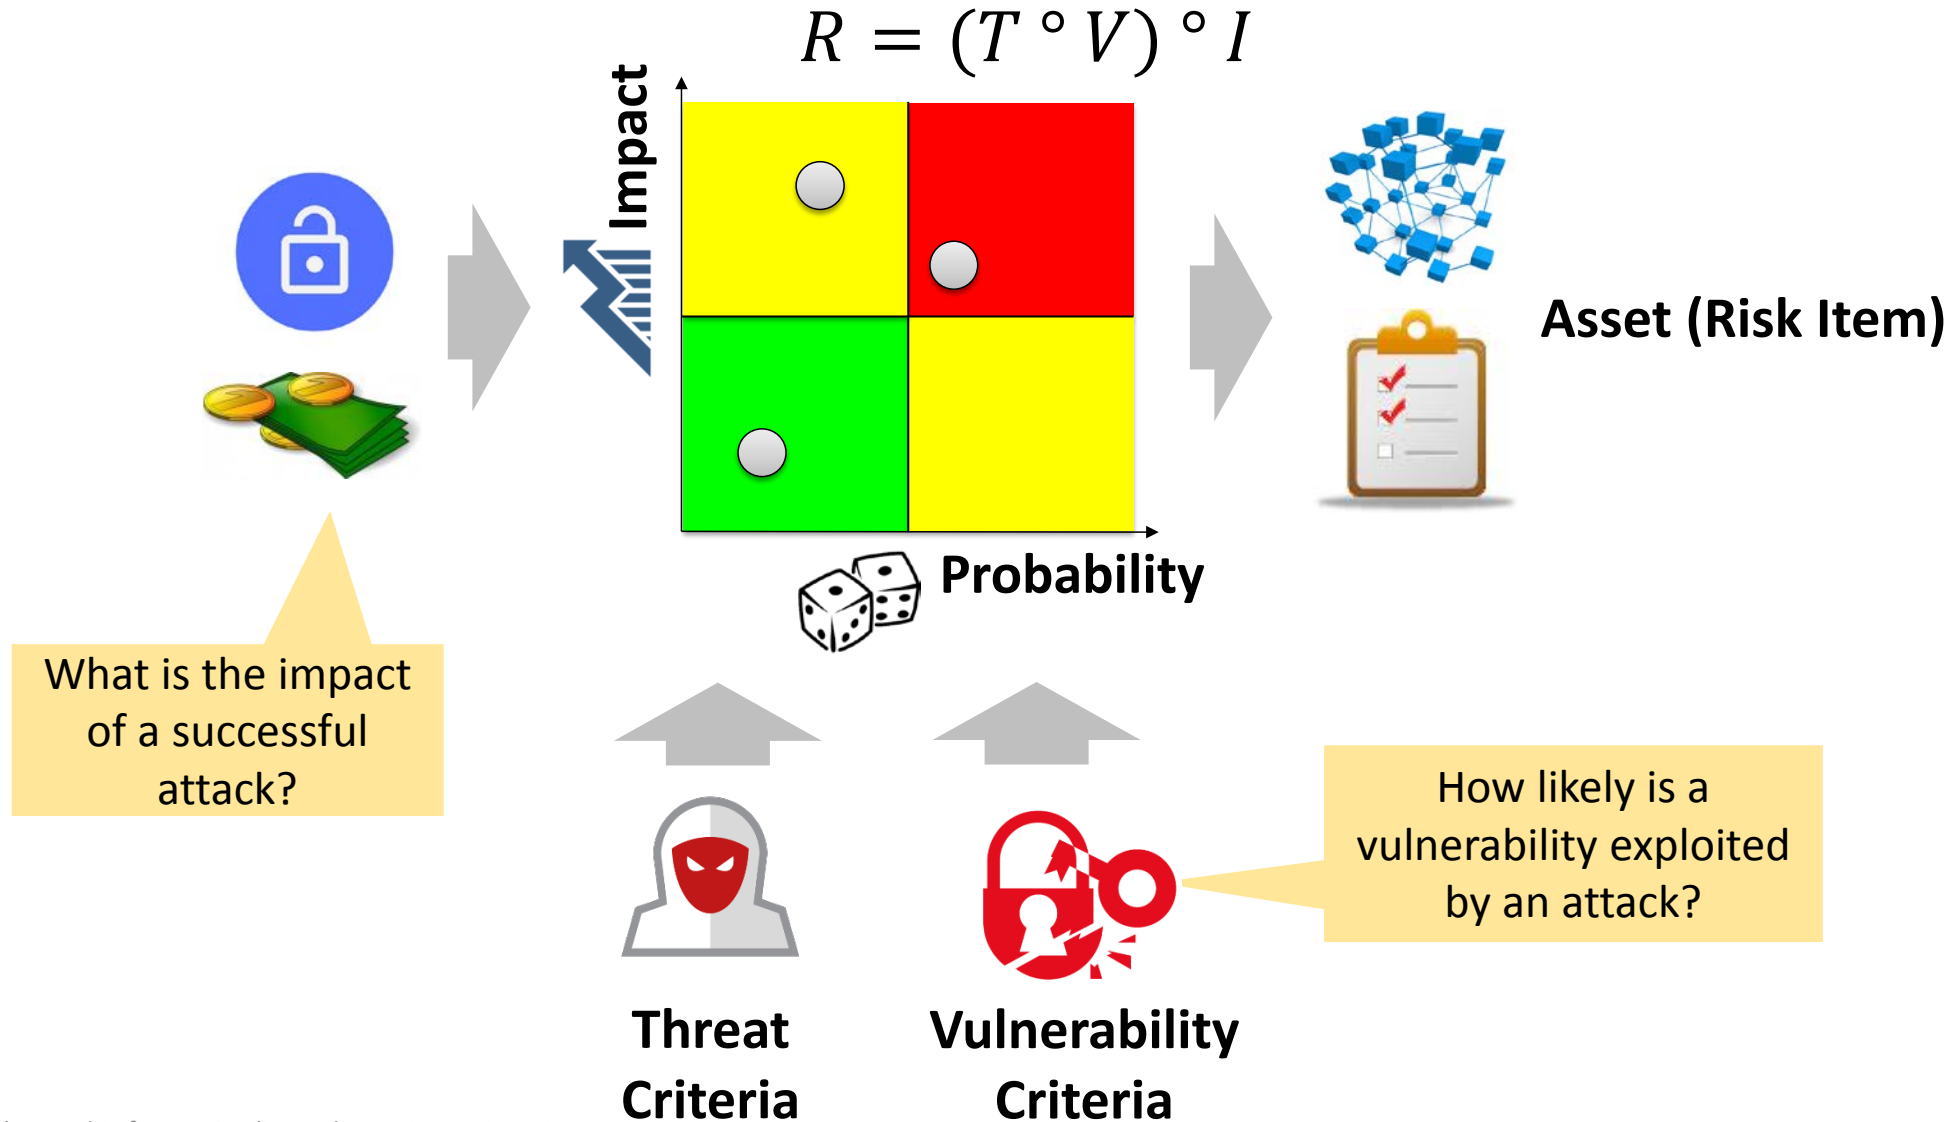 R = (T ° V) ° I
Impact
Asset (Risk Item)
Probability
What is the impact
of a successful
attack?
How likely is a
vulnerability exploited
by an attack?
Threat
Criteria
Vulnerability
Criteria